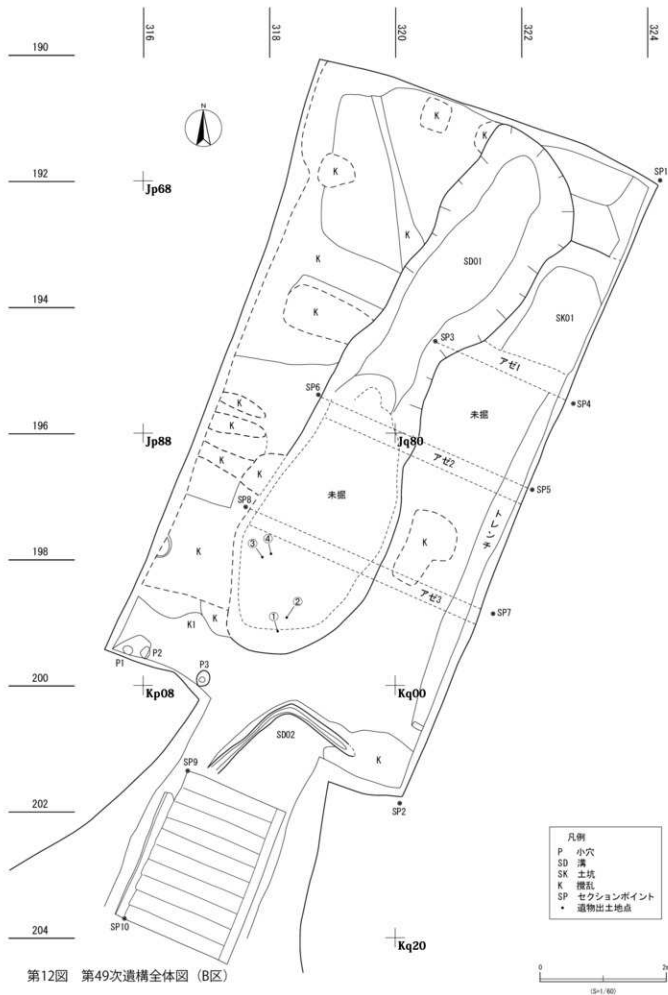 316
318
320
322
324
190
192
194
196
198
200
202
204
N
Jp68
Jp88
Jq80
Kp08
Kq00
Kq20
SP1
SP2
SP3
SP4
SP5
SP6
SP7
SP8
SP9
SP10
SD01
SD02
SK01
アゼ1
アゼ2
アゼ3
未掘
未掘
トレンチ
K
K
K
K
K
K
K
K
K
K
K
K
K
K
K1
P1
P2
P3
①
②
③
④
凡例
P 小穴
SD 溝
SK 土坑
K 攪乱
SP セクションポイント
• 遺物出土地点
0 2m
(S=1/60)
第12図 第49次遺構全体図 (B区)